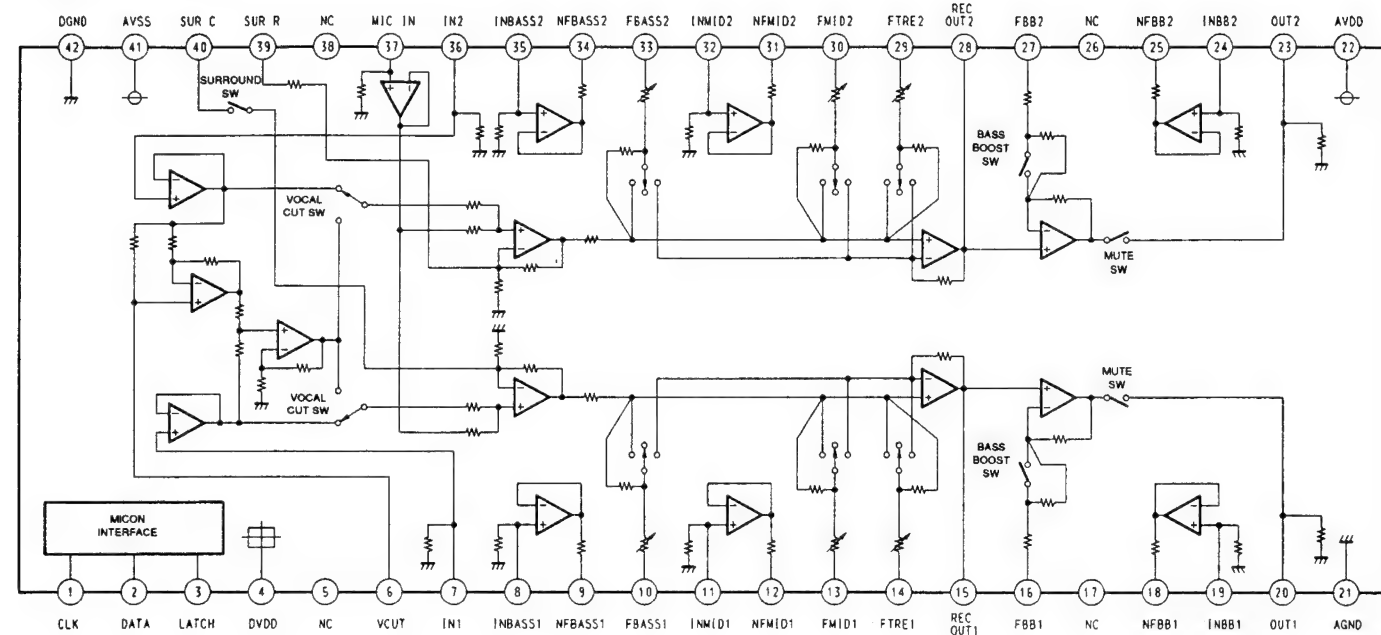 DGND AVSS SUR C SUR R NC MIC IN IN2 INBASS2 NFBASS2 FBASS2 INMID2 NFMID2 FMID2 FTRE2 REC OUT2 FBB2 NC NFBB2 INBB2 OUT2 AVDD
42 41 40 39 38 37 36 35 34 33 32 31 30 29 28 27 26 25 24 23 22
SURROUND
SW
BASS
BOOST
SW
VOCAL
CUT SW
MUTE
SW
VOCAL
CUT SW
MUTE
SW
BASS
BOOST
SW
MICON
INTERFACE
1 2 3 4 5 6 7 8 9 10 11 12 13 14 15 16 17 18 19 20 21
CLK DATA LATCH DVDD NC VCUT IN1 INBASS1 NFBASS1 FBASS1 INMID1 NFMID1 FMID1 FTRE1 REC OUT1 FBB1 NC NFBB1 INBB1 OUT1 AGND